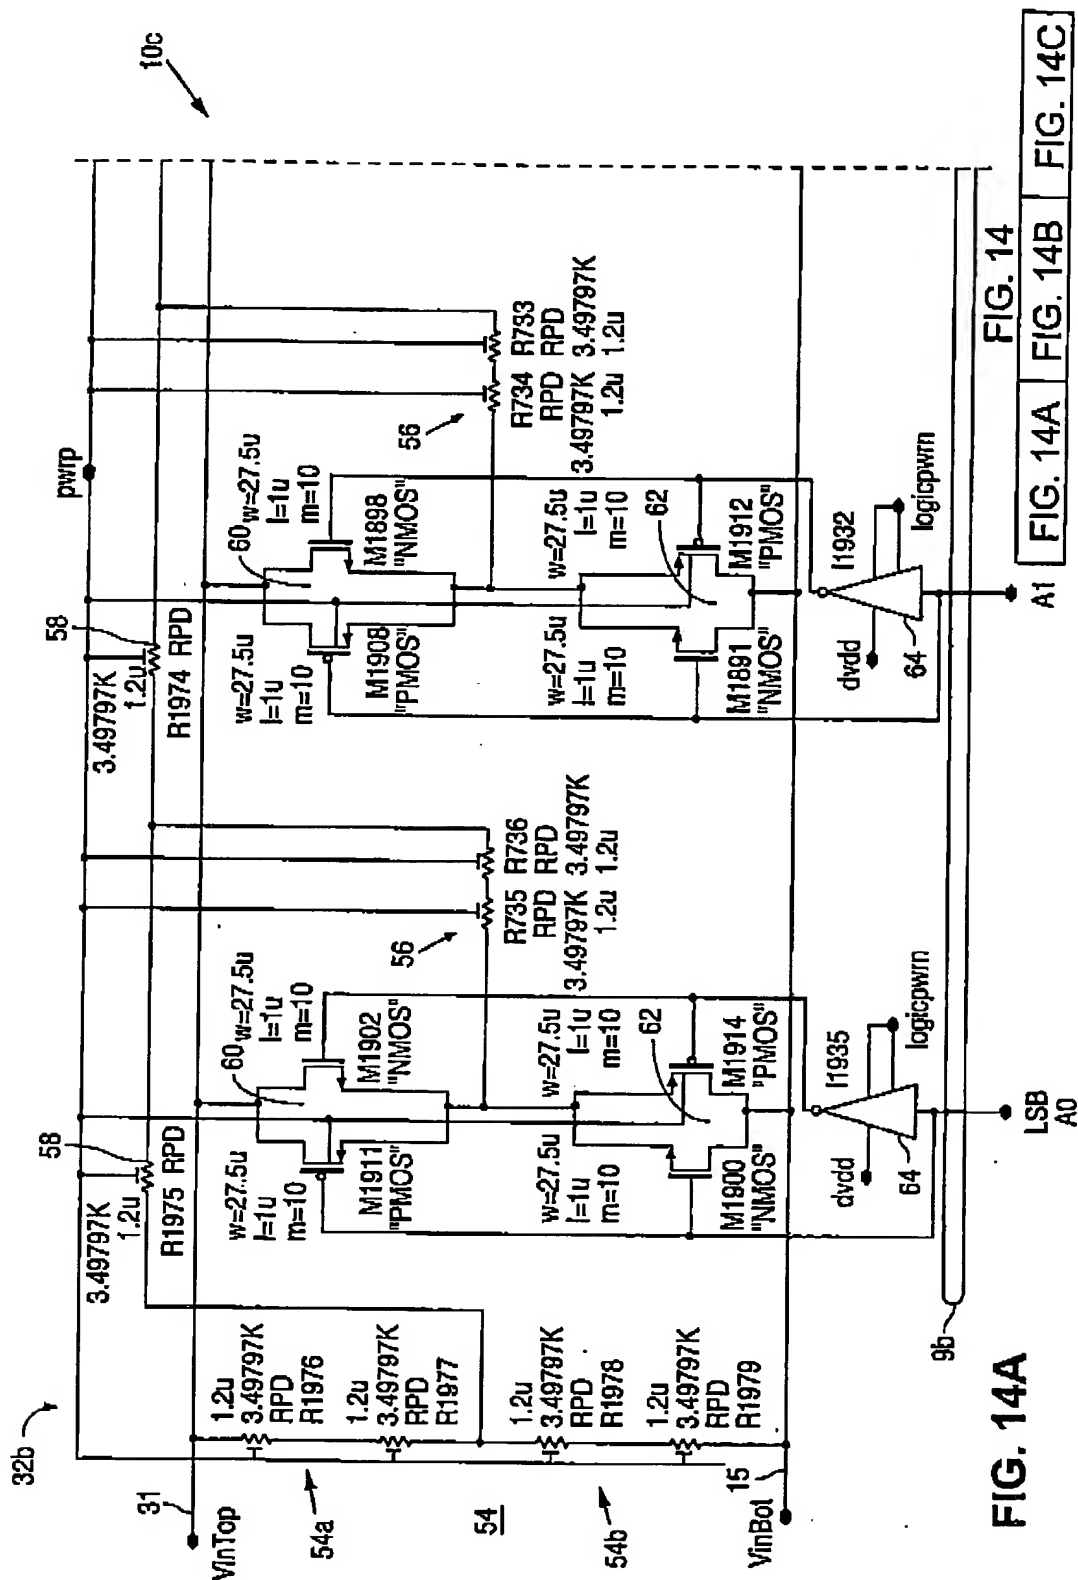 32b
31
VinTop
54a
54
54b
VinBot
15
1.2u
3.49797K
RPD
R1976
1.2u
3.49797K
RPD
R1977
1.2u
3.49797K
RPD
R1978
1.2u
3.49797K
RPD
R1979
58
3.49797K
1.2u
R1975 RPD
w=27.5u
l=1u
m=10
M1911
"PMOS"
60
w=27.5u
l=1u
m=10
M1902
"NMOS"
56
R735 R736
RPD RPD
3.49797K 3.49797K
1.2u 1.2u
w=27.5u
l=1u
m=10
M1900
"NMOS"
w=27.5u
l=1u
m=10
62
M1914
"PMOS"
I1935
dvdd
64
logicpwrn
LSB
A0
9b
58
3.49797K
1.2u
R1974 RPD
pwrp
10c
w=27.5u
l=1u
m=10
M1908
"PMOS"
60
w=27.5u
l=1u
m=10
M1898
"NMOS"
56
R734 R733
RPD RPD
3.49797K 3.49797K
1.2u 1.2u
w=27.5u
l=1u
m=10
M1891
"NMOS"
w=27.5u
l=1u
m=10
62
M1912
"PMOS"
I1932
dvdd
64
logicpwrn
A1
FIG. 14A
FIG. 14
FIG. 14A FIG. 14B FIG. 14C